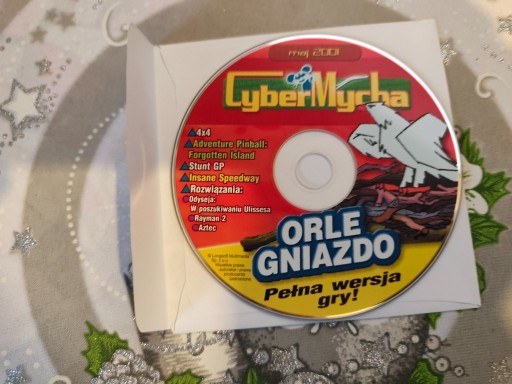 maj 2001
CyberMycha
4x4
Adventure Pinball:
Forgotten Island
Stunt GP
Insane Speedway
Rozwiązania:
Odyseja:
W poszukiwaniu Ulissesa
Rayman 2
Aztec
ORLE
GNIAZDO
Pełna wersja
gry!